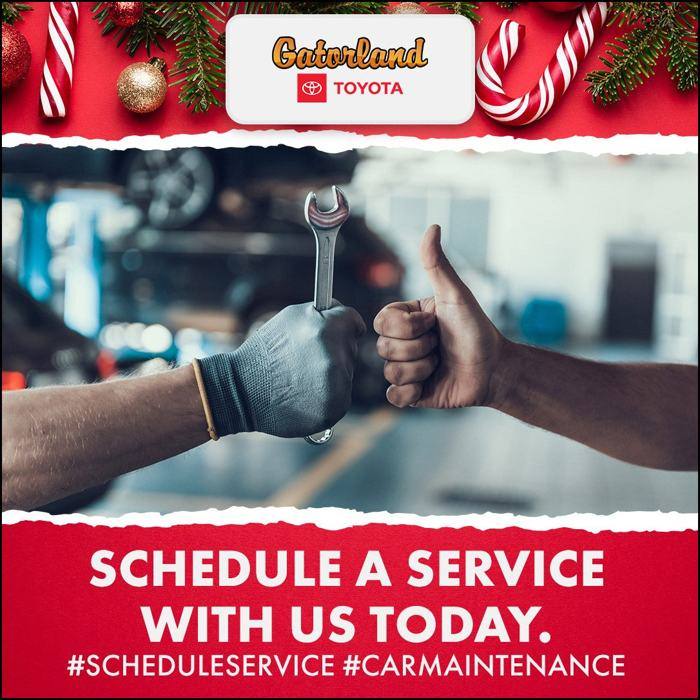 Gatorland
TOYOTA
SCHEDULE A SERVICE
WITH US TODAY.
#SCHEDULESERVICE #CARMAINTENANCE